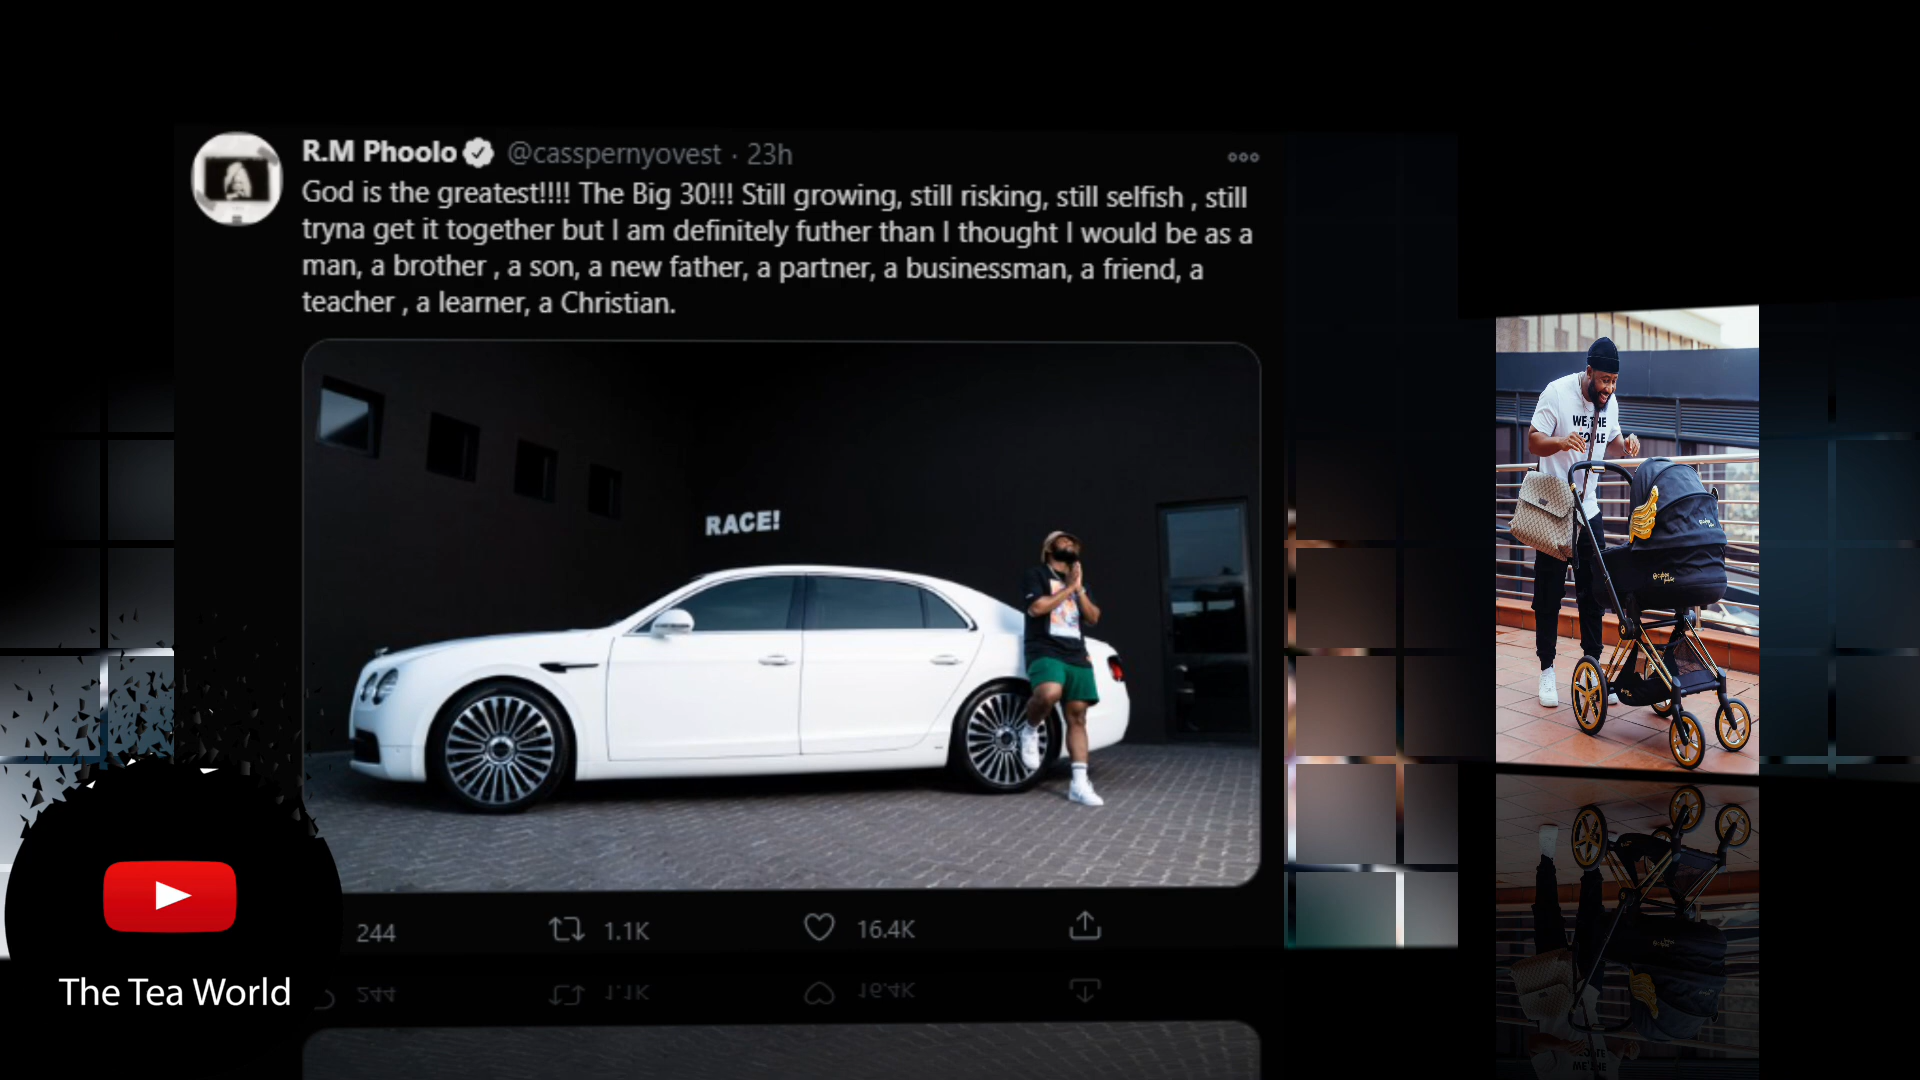 R.M Phoolo @casspernyovest · 23h
God is the greatest!!!! The Big 30!!! Still growing, still risking, still selfish , still
tryna get it together but I am definitely futher than I thought I would be as a
man, a brother , a son, a new father, a partner, a businessman, a friend, a
teacher , a learner, a Christian.
RACE!
WE THE
244 1.1K 16.4K
The Tea World